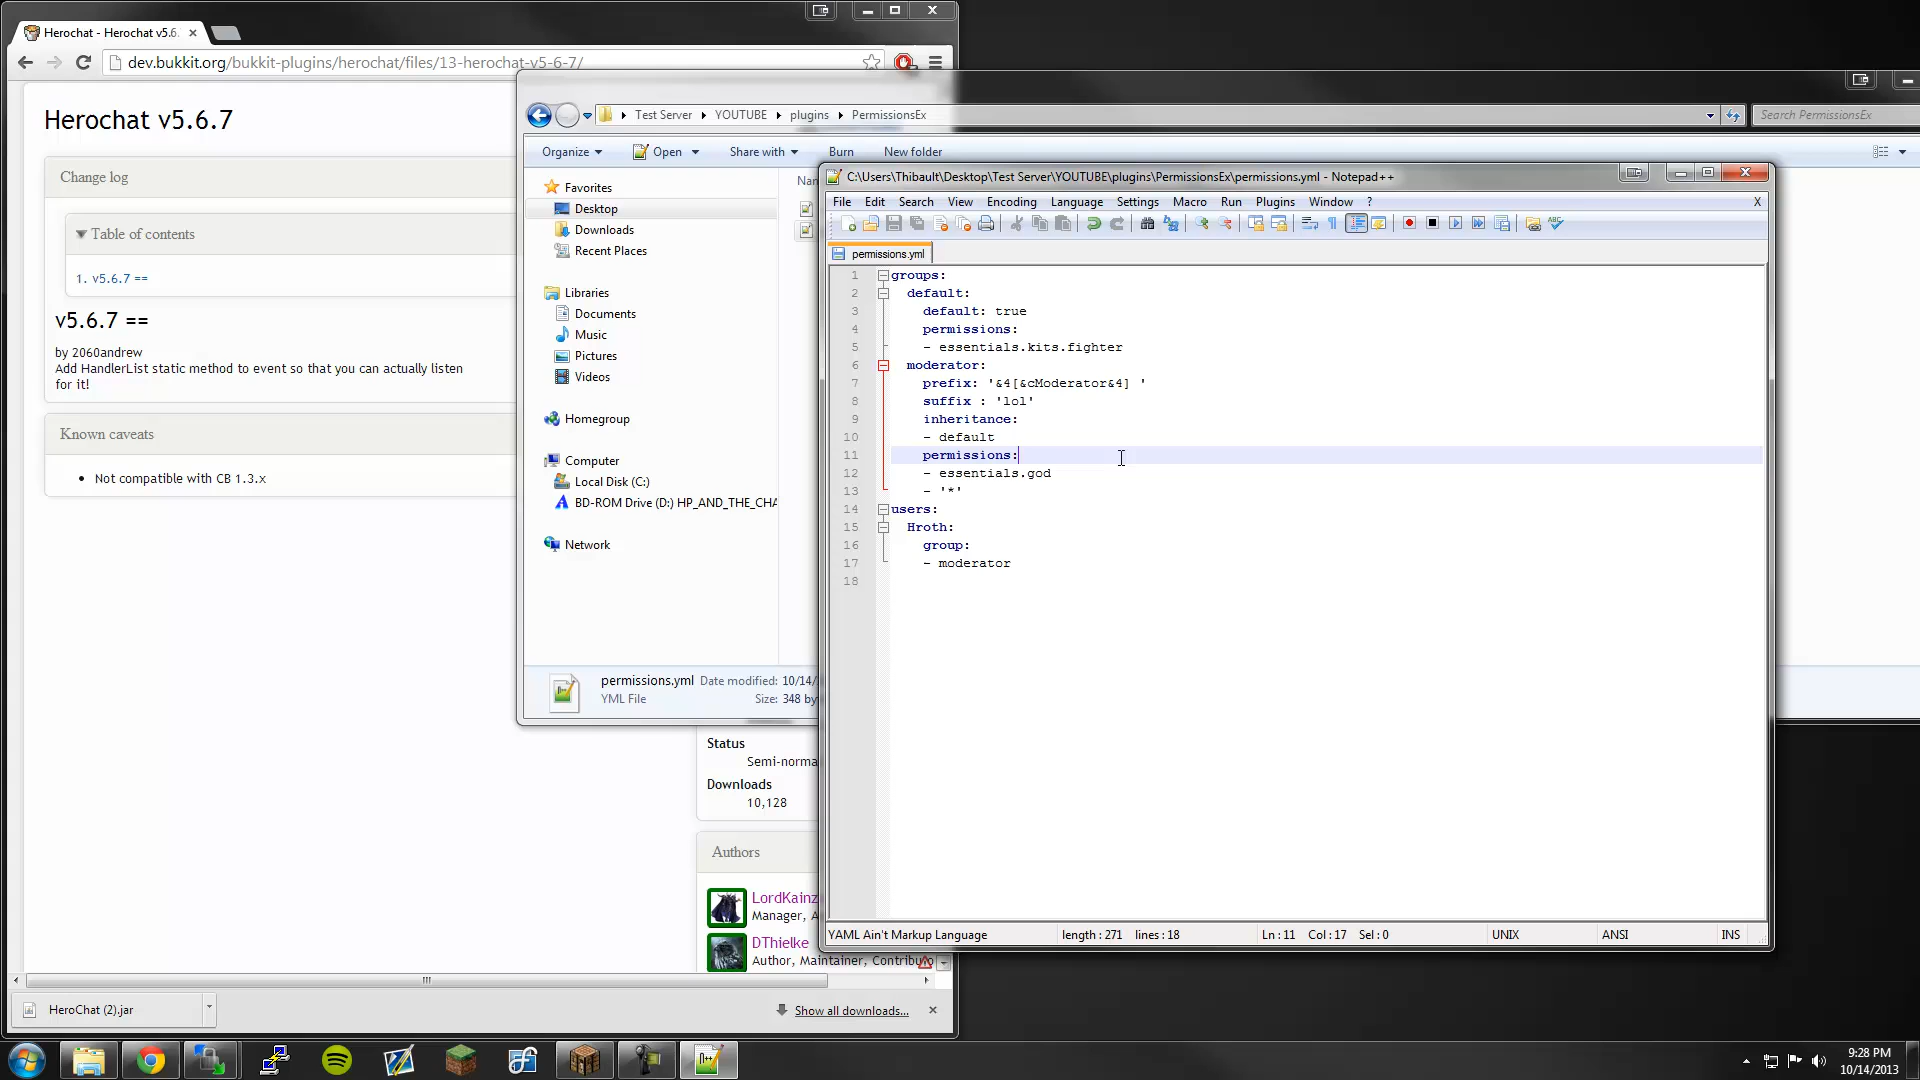 Herochat - Herochat v5.6.
dev.bukkit.org/bukkit-plugins/herochat/files/13-herochat-v5-6-7/
Herochat v5.6.7
Change log
Table of contents
1. v5.6.7 ==
v5.6.7 ==
by 2060andrew
Add HandlerList static method to event so that you can actually listen
for it!
Known caveats
• Not compatible with CB 1.3.x
Status
Semi-norma
Downloads
10,128
Authors
LordKainz
Manager, A
DThielke
Author, Maintainer, Contributo
HeroChat (2).jar
Show all downloads...
Test Server
YOUTUBE
plugins
PermissionsEx
Search PermissionsEx
Organize
Open
Share with
Burn
New folder
Favorites
Desktop
Downloads
Recent Places
Libraries
Documents
Music
Pictures
Videos
Homegroup
Computer
Local Disk (C:)
BD-ROM Drive (D:) HP_AND_THE_CHA
Network
permissions.yml Date modified: 10/14/
YML File Size: 348 by
C:\Users\Thibault\Desktop\Test Server\YOUTUBE\plugins\PermissionsEx\permissions.yml - Notepad++
File Edit Search View Encoding Language Settings Macro Run Plugins Window ? X
permissions.yml
1 groups:
2 default:
3 default: true
4 permissions:
5 - essentials.kits.fighter
6 moderator:
7 prefix: '&4[&cModerator&4] '
8 suffix : 'lol'
9 inheritance:
10 - default
11 permissions:
12 - essentials.god
13 - '*'
14 users:
15 Hroth:
16 group:
17 - moderator
18
YAML Ain't Markup Language length : 271 lines : 18 Ln : 11 Col : 17 Sel : 0 UNIX ANSI INS
9:28 PM
10/14/2013